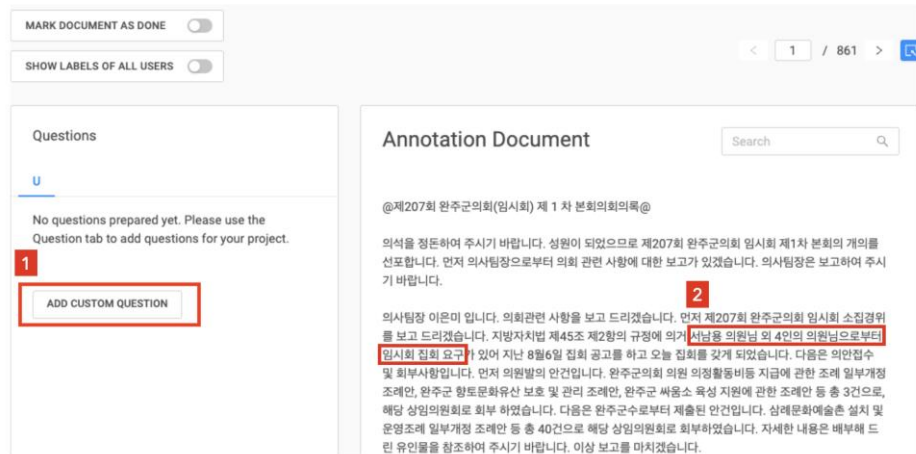 MARK DOCUMENT AS DONE
SHOW LABELS OF ALL USERS
< 1 / 861 >
Questions
U
No questions prepared yet. Please use the
Question tab to add questions for your project.
1
ADD CUSTOM QUESTION
Annotation Document
Search
@제207회 완주군의회(임시회) 제 1 차 본회의회의록@
의석을 정돈하여 주시기 바랍니다. 성원이 되었으므로 제207회 완주군의회 임시회 제1차 본회의 개의를
선포합니다. 먼저 의사팀장으로부터 의회 관련 사항에 대한 보고가 있겠습니다. 의사팀장은 보고하여 주시
기 바랍니다.
2
의사팀장 이은미 입니다. 의회관련 사항을 보고 드리겠습니다. 먼저 제207회 완주군의회 임시회 소집경위
를 보고 드리겠습니다. 지방자치법 제45조 제2항의 규정에 의거 서남용 의원님 외 4인의 의원님으로부터
임시회 집회 요구가 있어 지난 8월6일 집회 공고를 하고 오늘 집회를 갖게 되었습니다. 다음은 의안접수
및 회부사항입니다. 먼저 의원발의 안건입니다. 완주군의회 의원 의정활동비등 지급에 관한 조례 일부개정
조례안, 완주군 향토문화유산 보호 및 관리 조례안, 완주군 싸움소 육성 지원에 관한 조례안 등 총 3건으로,
해당 상임의원회로 회부 하였습니다. 다음은 완주군수로부터 제출된 안건입니다. 삼례문화예술촌 설치 및
운영조례 일부개정 조례안 등 총 40건으로 해당 상임의원회로 회부하였습니다. 자세한 내용은 배부해 드
린 유인물을 참조하여 주시기 바랍니다. 이상 보고를 마치겠습니다.